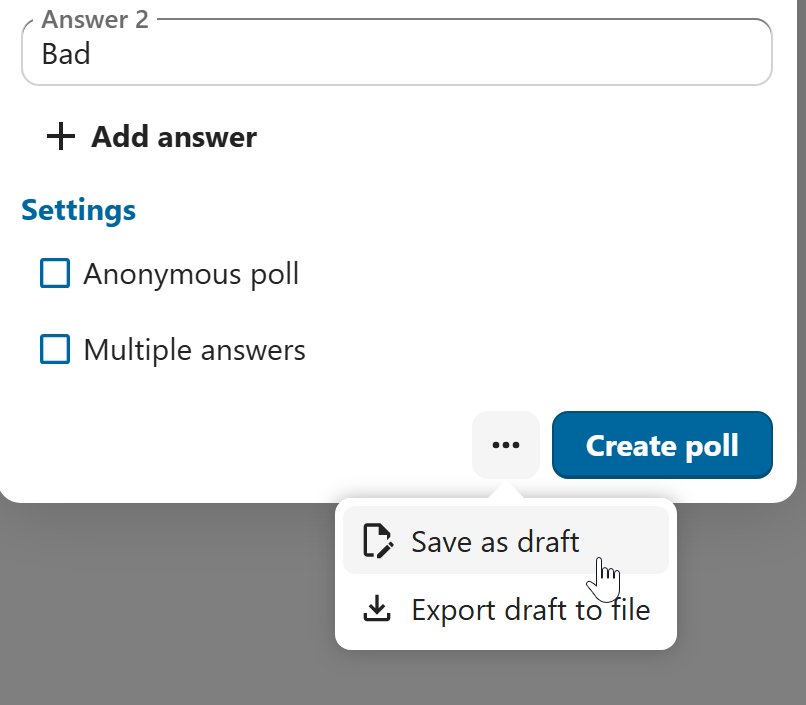 Answer 2
Bad
Add answer
Settings
Anonymous poll
Multiple answers
Create poll
Save as draft
Export draft to file